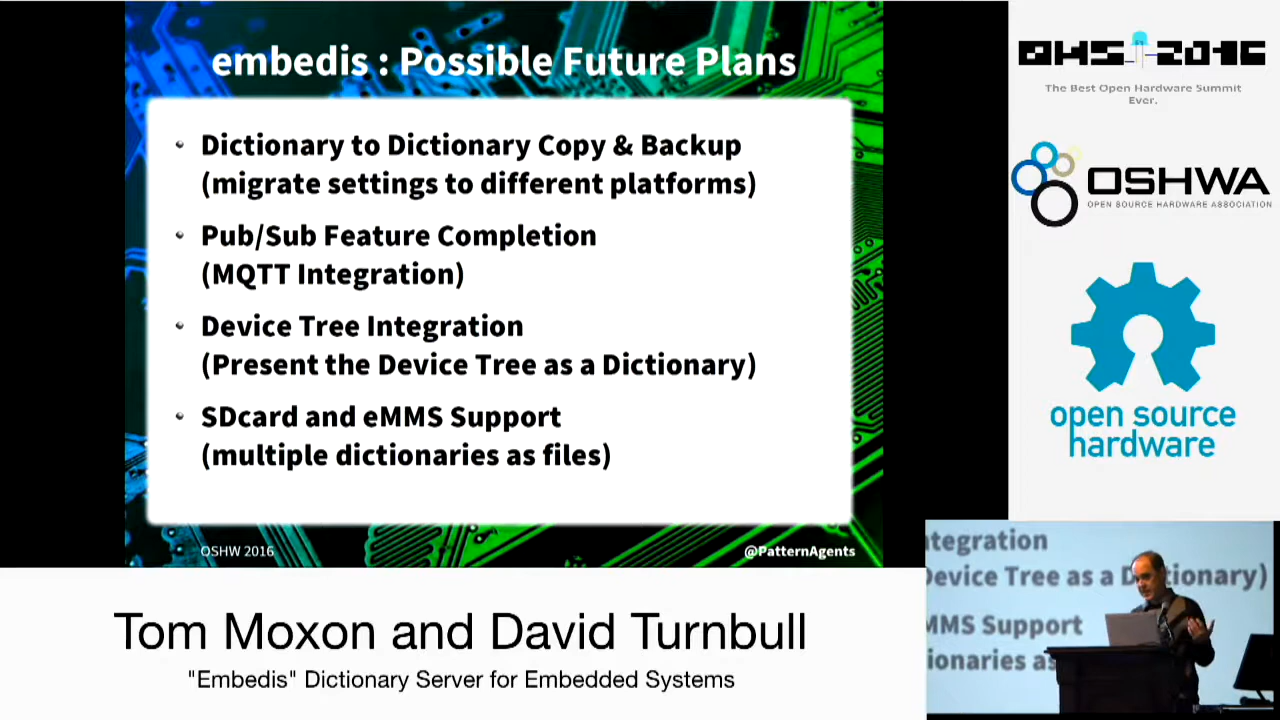 embedis : Possible Future Plans
Dictionary to Dictionary Copy & Backup
(migrate settings to different platforms)
Pub/Sub Feature Completion
(MQTT Integration)
Device Tree Integration
(Present the Device Tree as a Dictionary)
SDcard and eMMS Support
(multiple dictionaries as files)
OSHW 2016
@PatternAgents
OHS 2016
The Best Open Hardware Summit
Ever.
OSHWA
OPEN SOURCE HARDWARE ASSOCIATION
open source
hardware
tegration
Device Tree as a D tionary)
MMS Support
ionaries as
Tom Moxon and David Turnbull
"Embedis" Dictionary Server for Embedded Systems